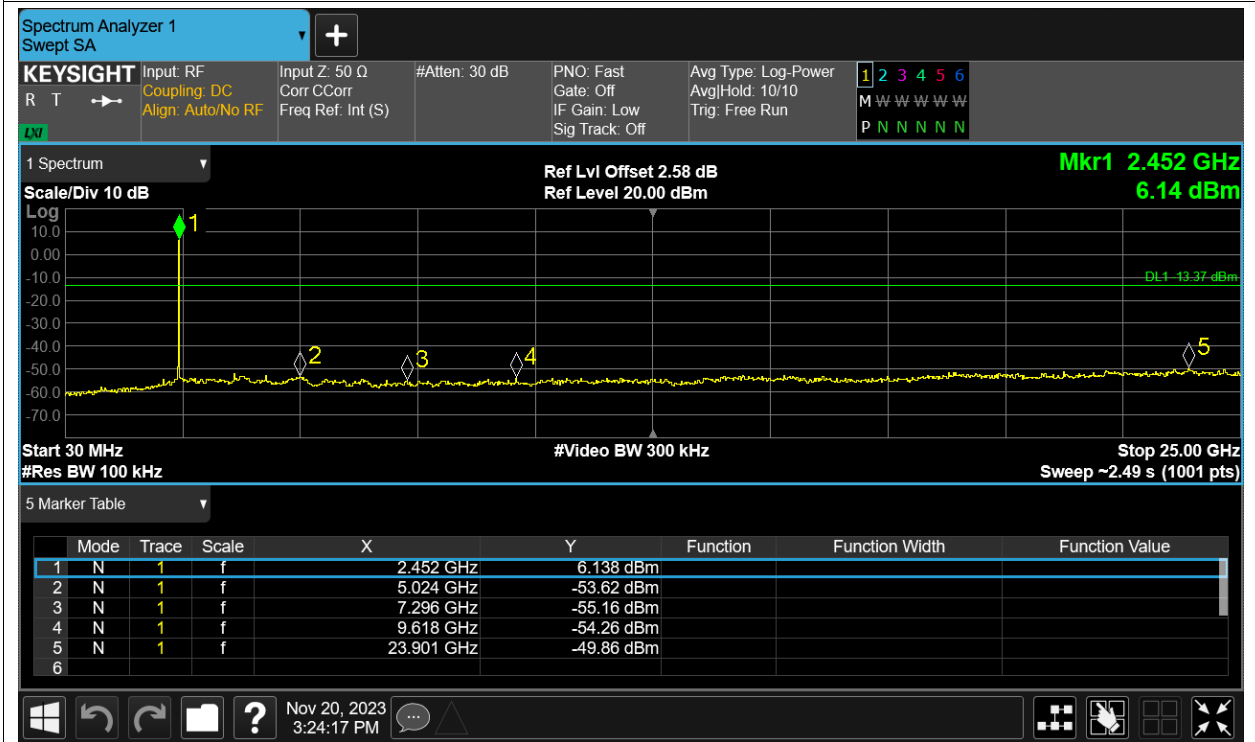 Spectrum Analyzer 1
Swept SA
+
KEYSIGHT
R T
LXI
Input: RF
Coupling: DC
Align: Auto/No RF
Input Z: 50 Ω
Corr CCorr
Freq Ref: Int (S)
#Atten: 30 dB
PNO: Fast
Gate: Off
IF Gain: Low
Sig Track: Off
Avg Type: Log-Power
Avg|Hold: 10/10
Trig: Free Run
1 2 3 4 5 6
M W W W W W
P N N N N N
1 Spectrum
Scale/Div 10 dB
Ref Lvl Offset 2.58 dB
Ref Level 20.00 dBm
Mkr1 2.452 GHz
6.14 dBm
Log
10.0
0.00
-10.0
-20.0
-30.0
-40.0
-50.0
-60.0
-70.0
1
2
3
4
5
DL1 -13.37 dBm
Start 30 MHz
#Video BW 300 kHz
Stop 25.00 GHz
#Res BW 100 kHz
Sweep ~2.49 s (1001 pts)
5 Marker Table
Mode Trace Scale X Y Function Function Width Function Value
1 N 1 f 2.452 GHz 6.138 dBm
2 N 1 f 5.024 GHz -53.62 dBm
3 N 1 f 7.296 GHz -55.16 dBm
4 N 1 f 9.618 GHz -54.26 dBm
5 N 1 f 23.901 GHz -49.86 dBm
6
?
Nov 20, 2023
3:24:17 PM